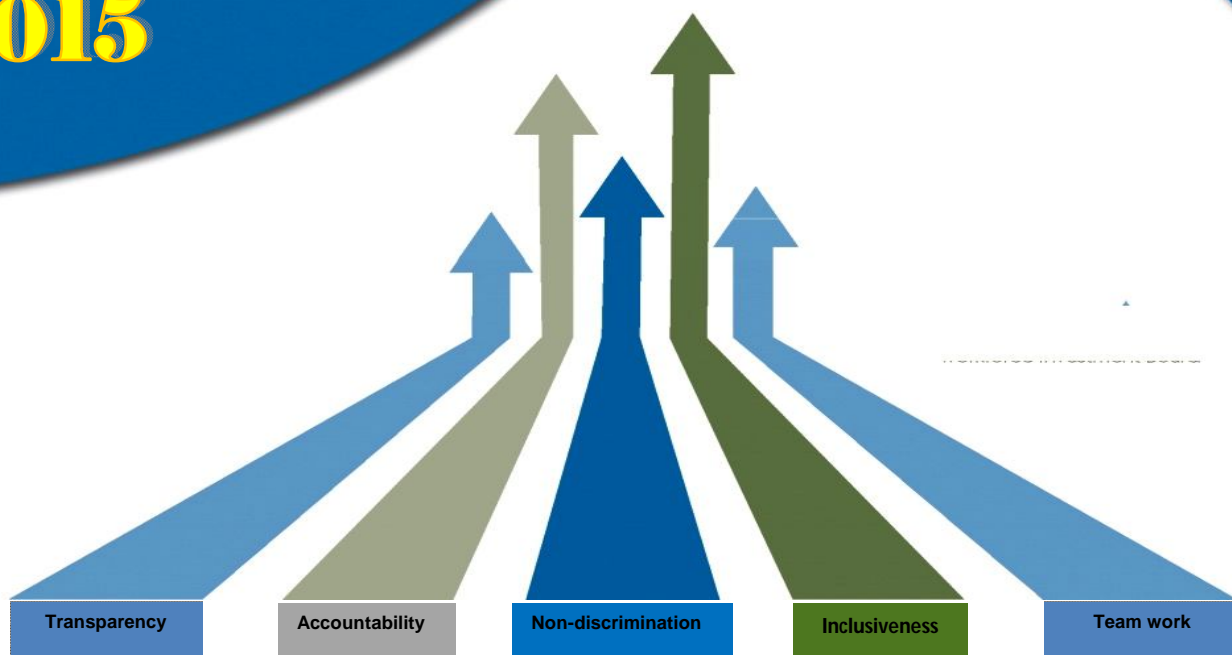 015
Transparency
Accountability
Non-discrimination
Inclusiveness
Team work